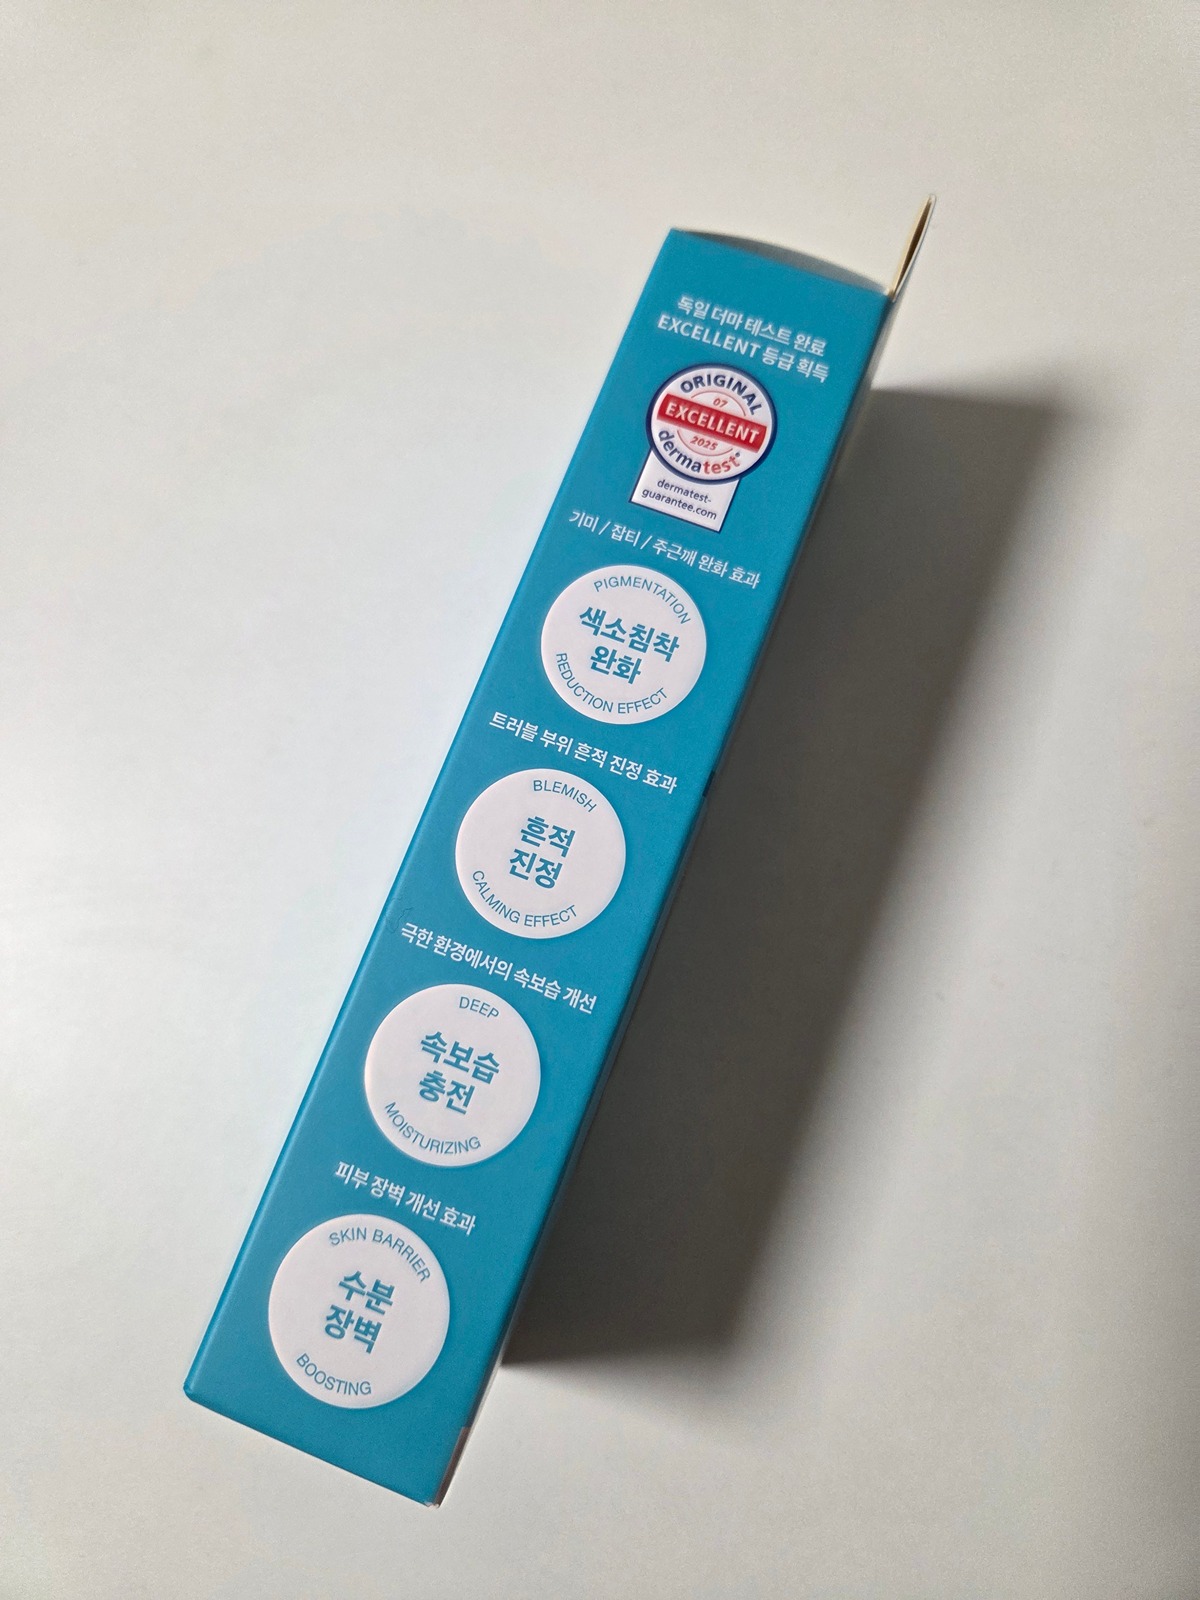 독일 더마 테스트 완료
EXCELLENT 등급 획득
ORIGINAL
07
EXCELLENT
2025
dermatest®
dermatest-
guarantee.com
기미 / 잡티 / 주근깨 완화 효과
PIGMENTATION
색소침착
완화
REDUCTION EFFECT
트러블 부위 흔적 진정 효과
BLEMISH
흔적
진정
CALMING EFFECT
극한 환경에서의 속보습 개선
DEEP
속보습
충전
MOISTURIZING
피부 장벽 개선 효과
SKIN BARRIER
수분
장벽
BOOSTING